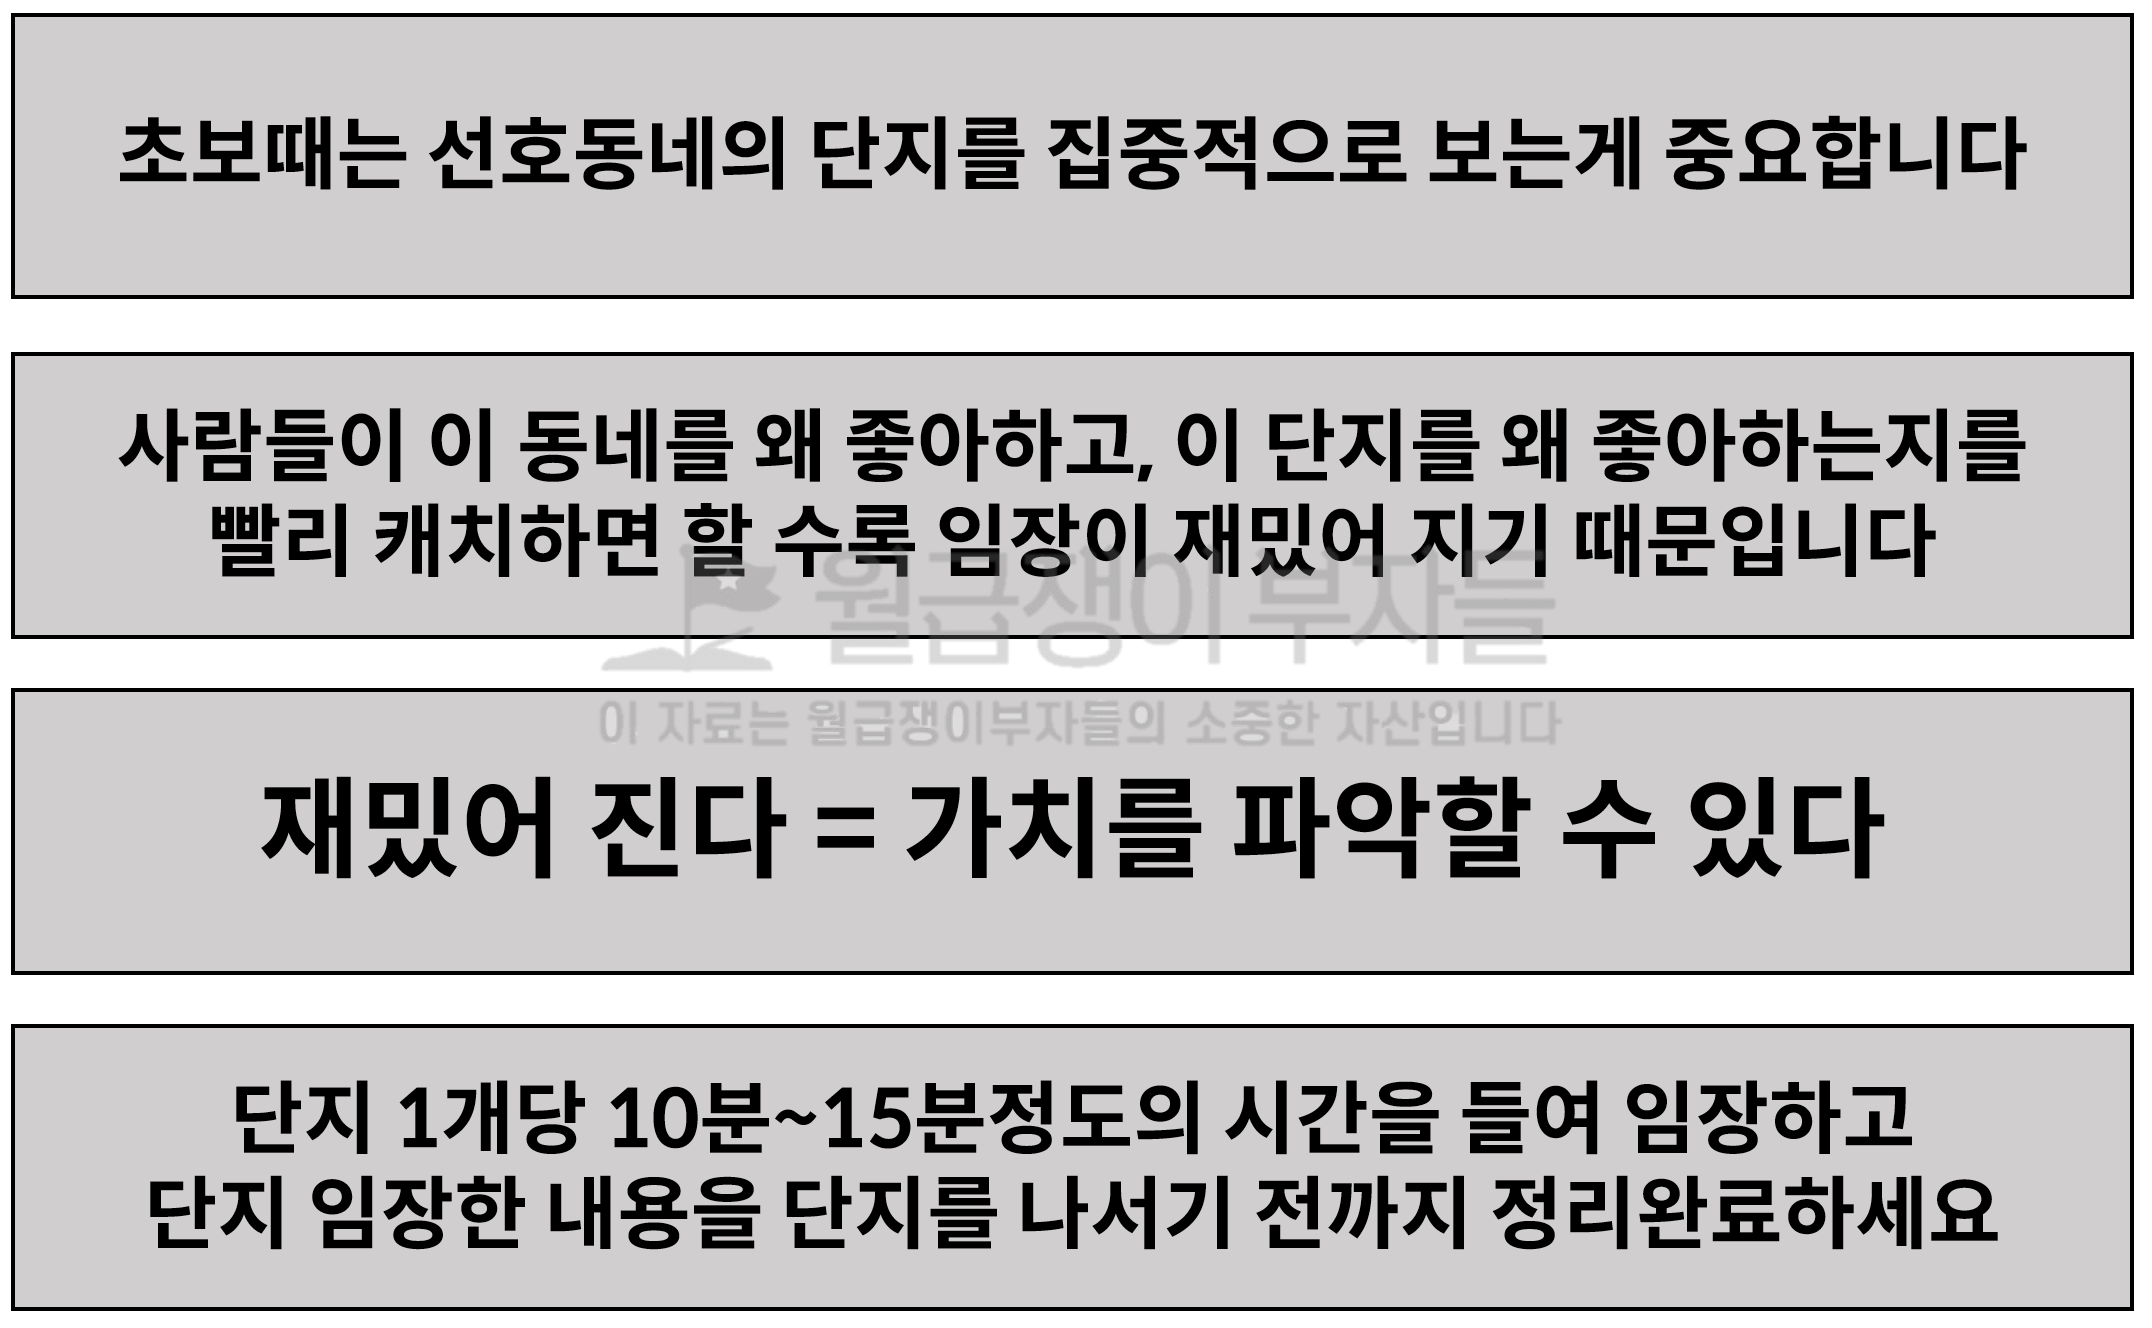 초보때는 선호동네의 단지를 집중적으로 보는게 중요합니다
사람들이 이 동네를 왜 좋아하고, 이 단지를 왜 좋아하는지를
빨리 캐치하면 할 수록 임장이 재밌어 지기 때문입니다
월급쟁이 부자들
이 자료는 월급쟁이부자들의 소중한 자산입니다
재밌어 진다 = 가치를 파악할 수 있다
단지 1개당 10분~15분정도의 시간을 들여 임장하고
단지 임장한 내용을 단지를 나서기 전까지 정리완료하세요